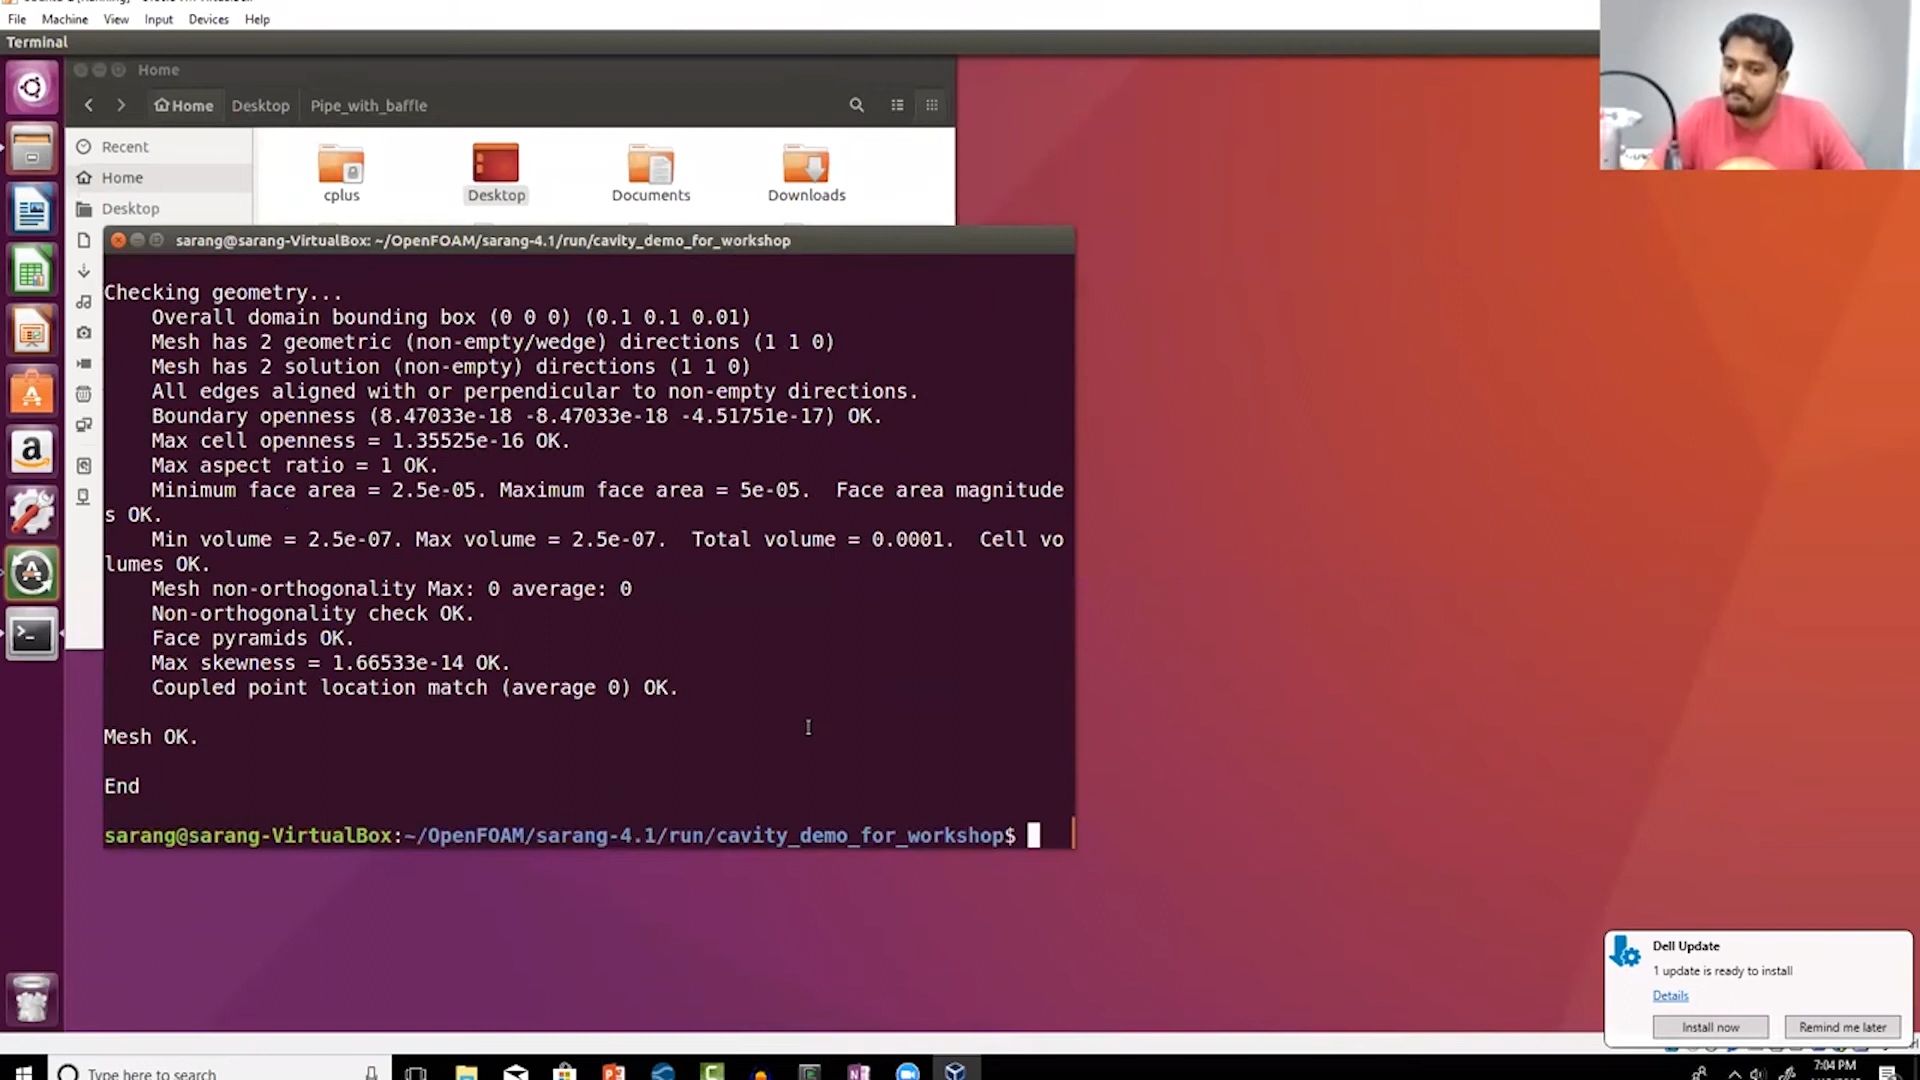 File Machine View Input Devices Help
Terminal
Home
Home Desktop Pipe_with_baffle
Recent
Home
Desktop
cplus Desktop Documents Downloads
sarang@sarang-VirtualBox: ~/OpenFOAM/sarang-4.1/run/cavity_demo_for_workshop
Checking geometry...
Overall domain bounding box (0 0 0) (0.1 0.1 0.01)
Mesh has 2 geometric (non-empty/wedge) directions (1 1 0)
Mesh has 2 solution (non-empty) directions (1 1 0)
All edges aligned with or perpendicular to non-empty directions.
Boundary openness (8.47033e-18 -8.47033e-18 -4.51751e-17) OK.
Max cell openness = 1.35525e-16 OK.
Max aspect ratio = 1 OK.
Minimum face area = 2.5e-05. Maximum face area = 5e-05.  Face area magnitude
s OK.
Min volume = 2.5e-07. Max volume = 2.5e-07.  Total volume = 0.0001.  Cell vo
lumes OK.
Mesh non-orthogonality Max: 0 average: 0
Non-orthogonality check OK.
Face pyramids OK.
Max skewness = 1.66533e-14 OK.
Coupled point location match (average 0) OK.
Mesh OK.
End
sarang@sarang-VirtualBox:~/OpenFOAM/sarang-4.1/run/cavity_demo_for_workshop$
Dell Update
1 update is ready to install
Details
Install now Remind me later
Type here to search
7:04 PM